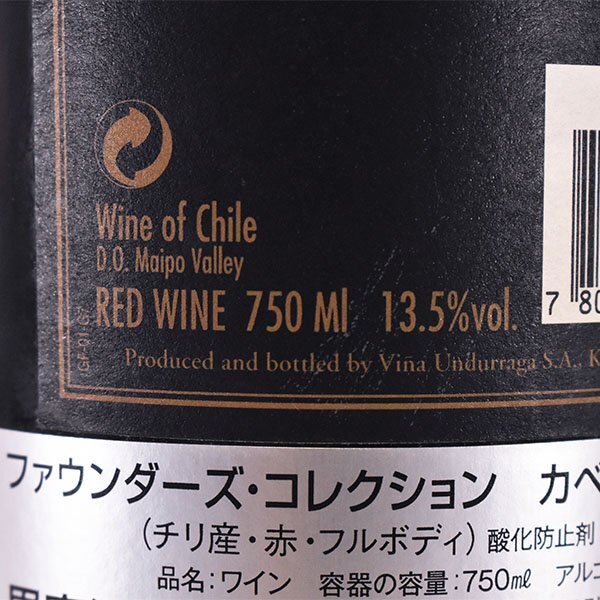 Wine of Chile
D.O. Maipo Valley
RED WINE 750 Ml 13.5%vol.
Produced and bottled by Viña Undurraga S.A., K
7 80
ファウンダーズ・コレクション カベ
（チリ産・赤・フルボディ）酸化防止剤
品名：ワイン 容器の容量：750mℓ アルコ